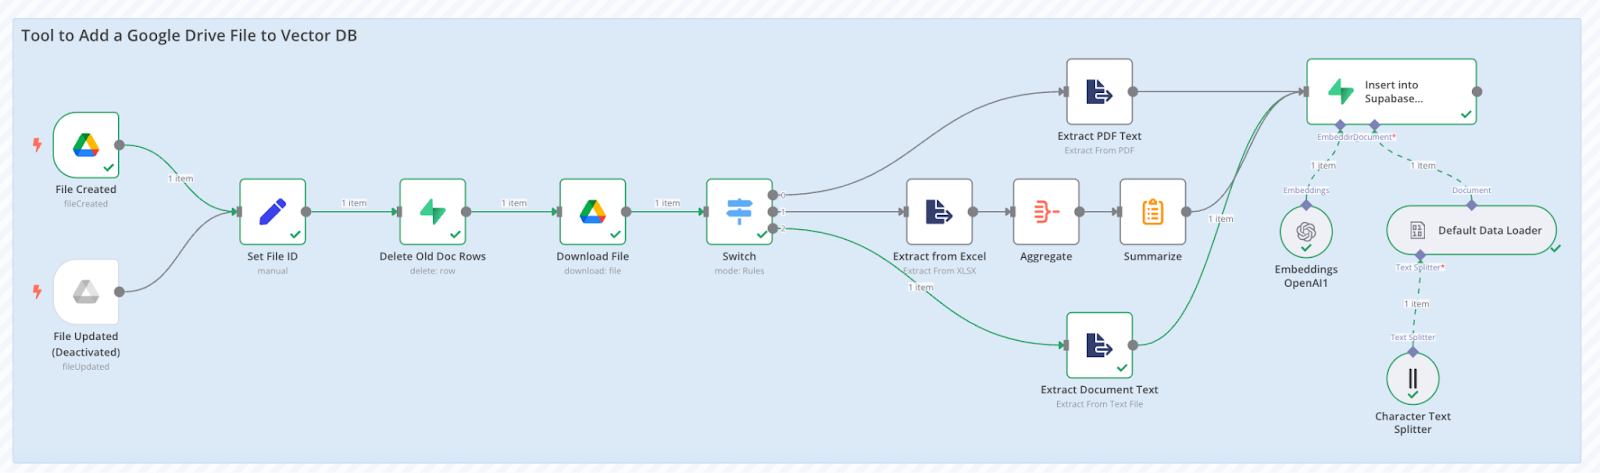 Tool to Add a Google Drive File to Vector DB
File Created
fileCreated
1 item
File Updated
(Deactivated)
fileUpdated
Set File ID
manual
1 item
Delete Old Doc Rows
delete: row
1 item
Download File
download: file
1 item
Switch
mode: Rules
0
1
2
Extract PDF Text
Extract From PDF
Extract from Excel
Extract From XLSX
1 item
Aggregate
Summarize
Extract Document Text
Extract From Text File
1 item
Insert into
Supabase...
EmbeddirDocument*
1 item
1 item
Embeddings
Document
Embeddings
OpenAI1
Default Data Loader
Text Splitter*
1 item
Text Splitter
Character Text
Splitter